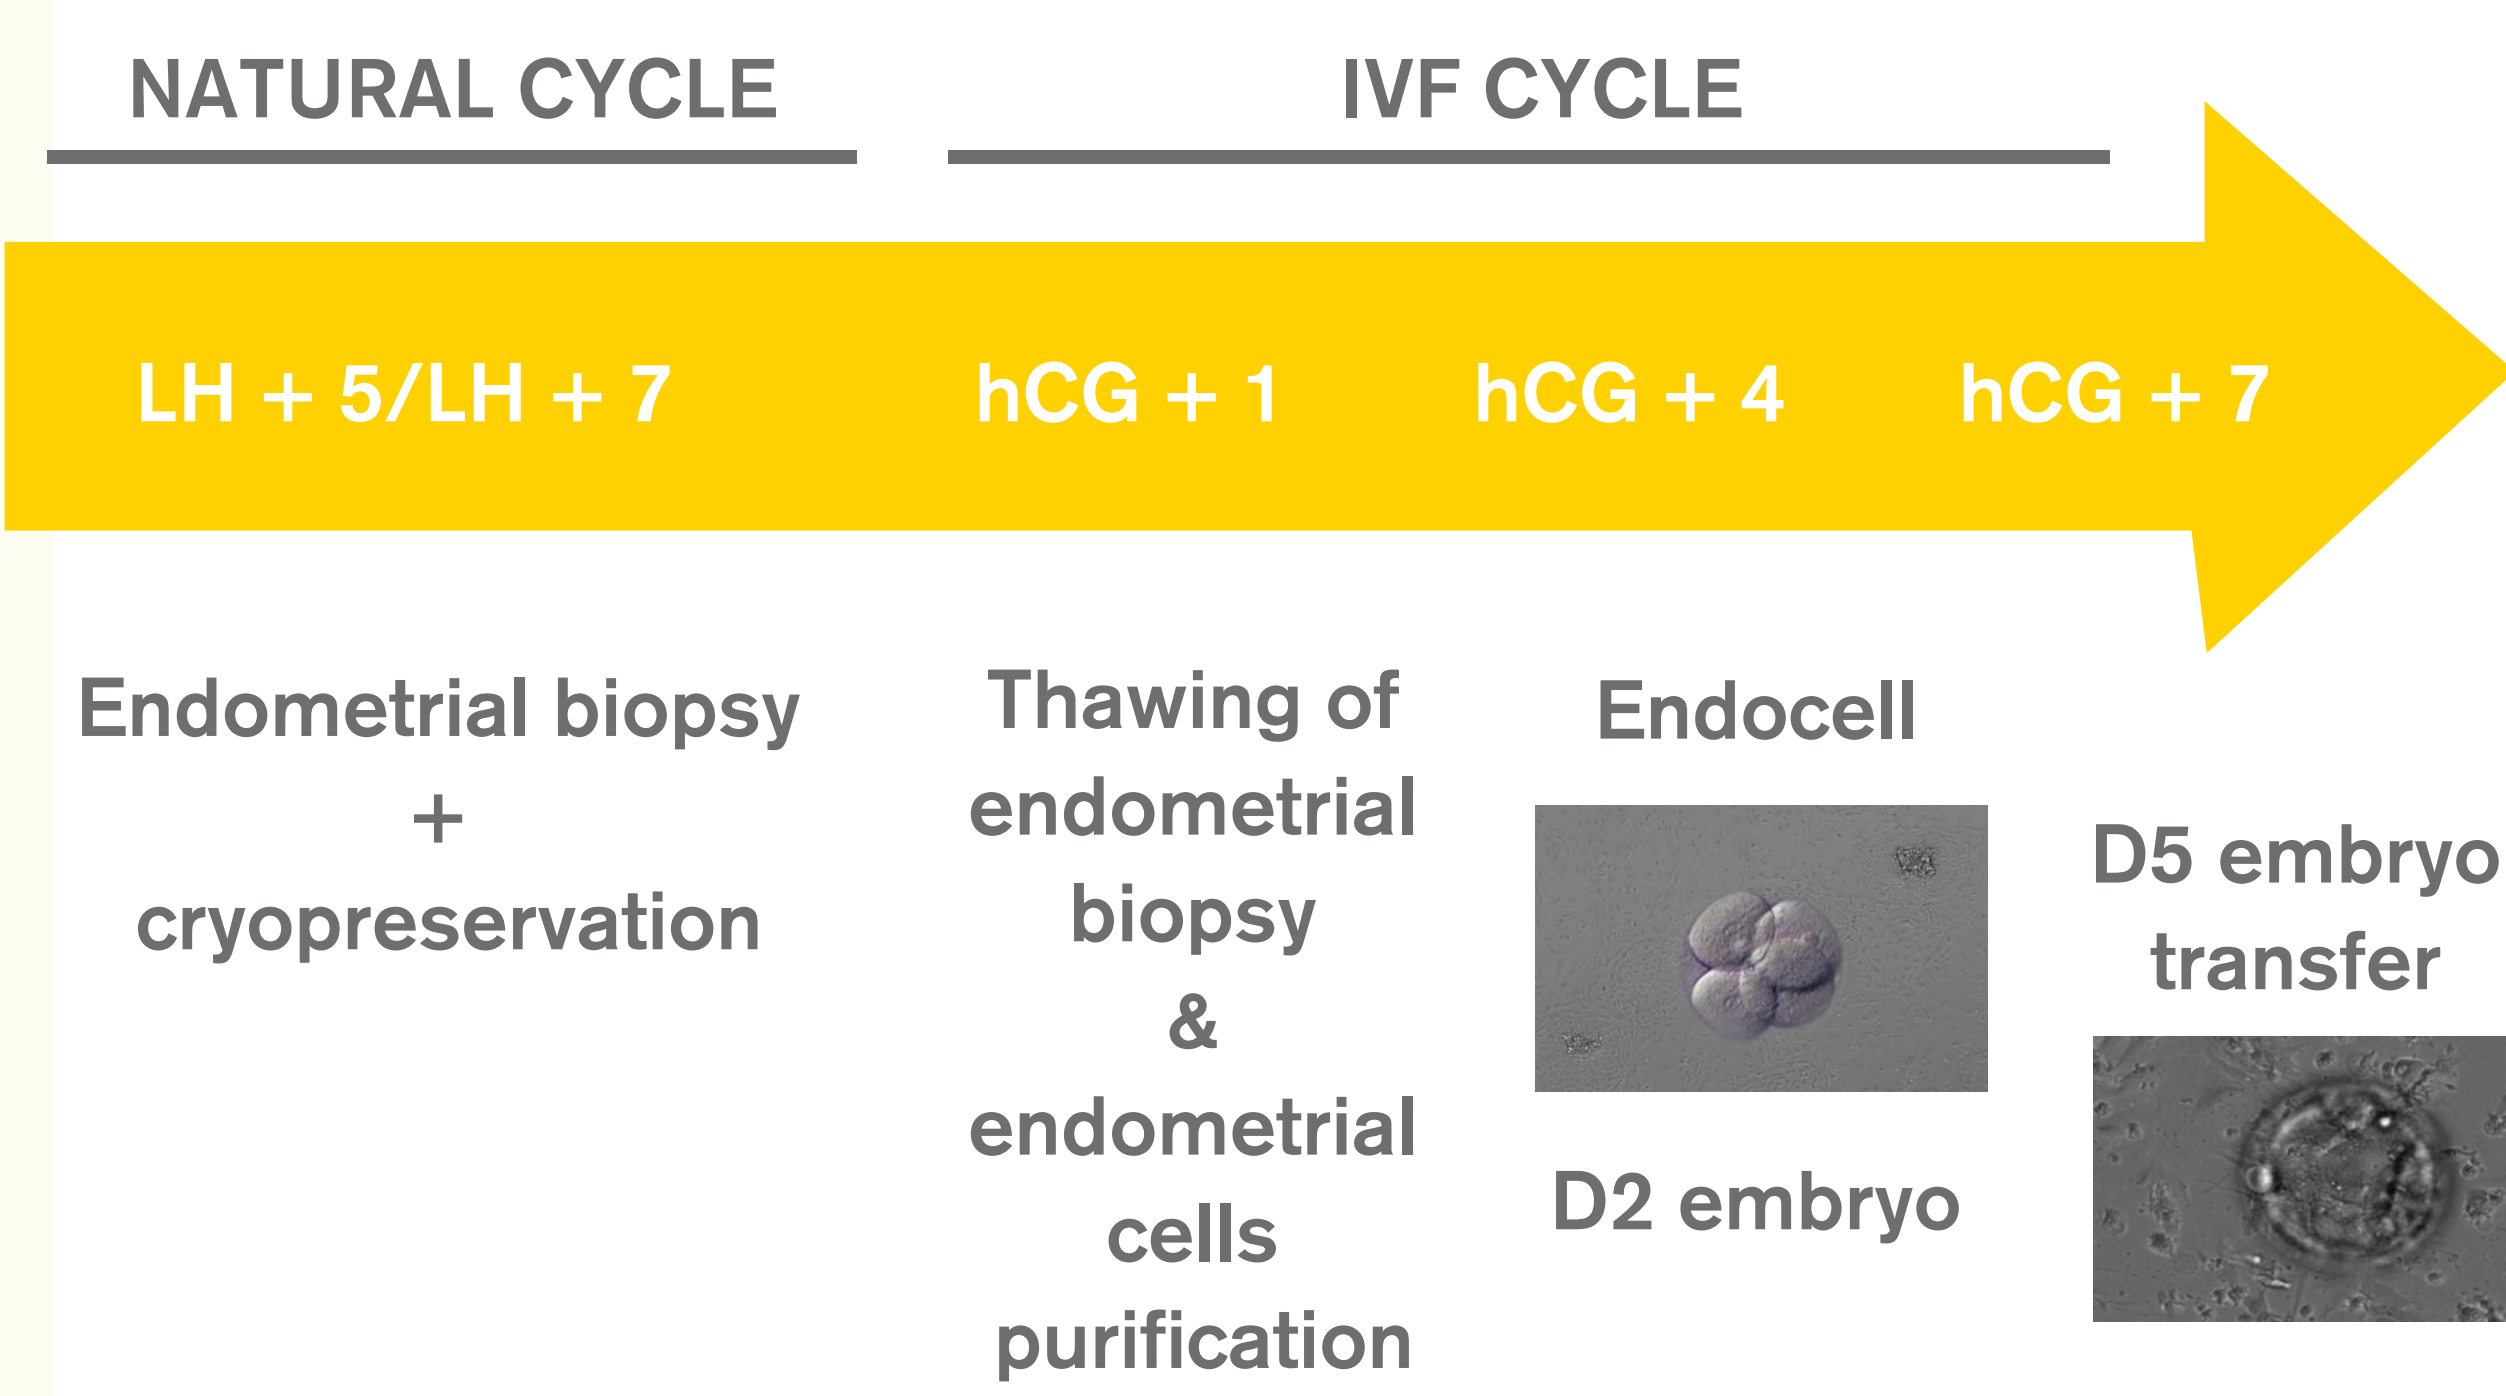 NATURAL CYCLE
IVF CYCLE
LH + 5/LH + 7
hCG + 1
hCG + 4
hCG + 7
Endometrial biopsy
+
cryopreservation
Thawing of
endometrial
biopsy
&
endometrial
cells
purification
Endocell
D2 embryo
D5 embryo
transfer